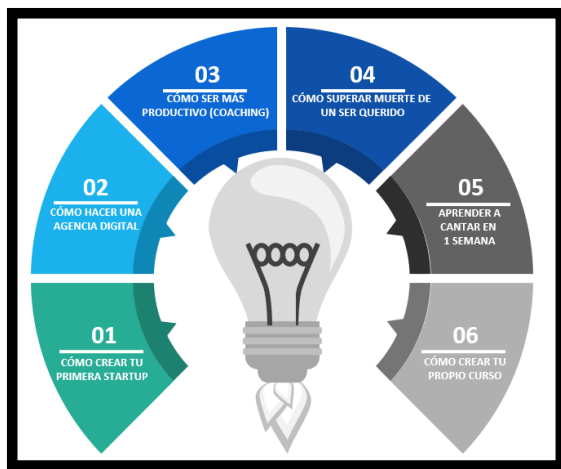 01
CÓMO CREAR TU
PRIMERA STARTUP
02
CÓMO HACER UNA
AGENCIA DIGITAL
03
CÓMO SER MÁS
PRODUCTIVO (COACHING)
04
CÓMO SUPERAR MUERTE DE
UN SER QUERIDO
05
APRENDER A
CANTAR EN
1 SEMANA
06
CÓMO CREAR TU
PROPIO CURSO